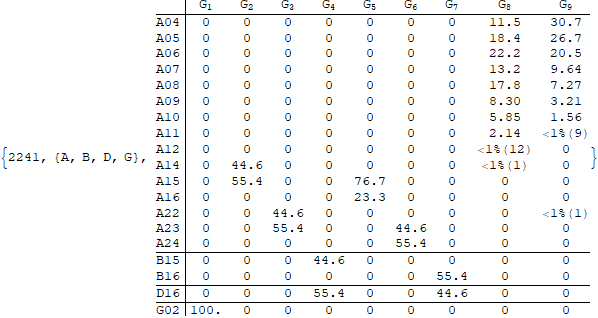 G₁ G₂ G₃ G₄ G₅ G₆ G₇ G₈ G₉
A04 0 0 0 0 0 0 0 11.5 30.7
A05 0 0 0 0 0 0 0 18.4 26.7
A06 0 0 0 0 0 0 0 22.2 20.5
A07 0 0 0 0 0 0 0 13.2 9.64
A08 0 0 0 0 0 0 0 17.8 7.27
A09 0 0 0 0 0 0 0 8.30 3.21
A10 0 0 0 0 0 0 0 5.85 1.56
A11 0 0 0 0 0 0 0 2.14 <1%(9)
A12 0 0 0 0 0 0 0 <1%(12) 0
{2241, {A, B, D, G}, A14 0 44.6 0 0 0 0 0 <1%(1) 0 }
A15 0 55.4 0 0 76.7 0 0 0 0
A16 0 0 0 0 23.3 0 0 0 0
A22 0 0 44.6 0 0 0 0 0 <1%(1)
A23 0 0 55.4 0 0 44.6 0 0 0
A24 0 0 0 0 0 55.4 0 0 0
B15 0 0 0 44.6 0 0 0 0 0
B16 0 0 0 0 0 0 55.4 0 0
D16 0 0 0 55.4 0 0 44.6 0 0
G02 100. 0 0 0 0 0 0 0 0